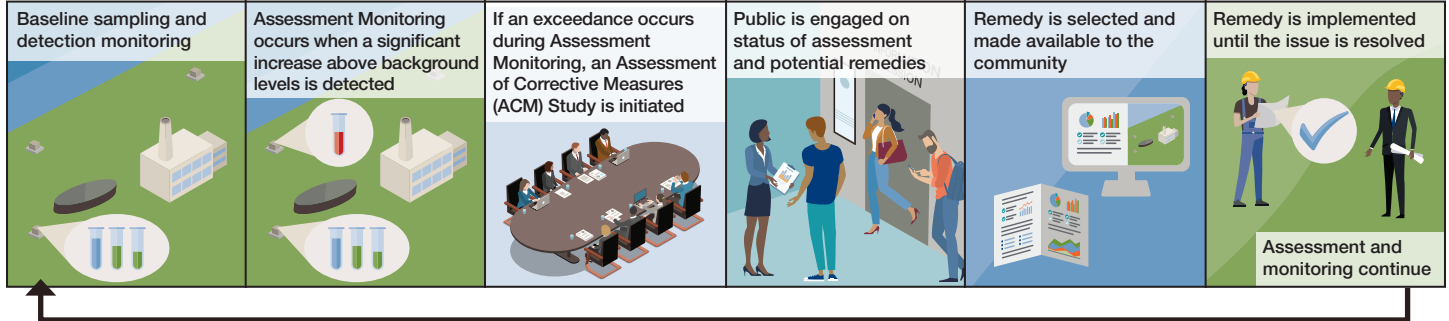 Baseline sampling and
detection monitoring
Assessment Monitoring
occurs when a significant
increase above background
levels is detected
If an exceedance occurs
during Assessment
Monitoring, an Assessment
of Corrective Measures
(ACM) Study is initiated
Public is engaged on
status of assessment
and potential remedies
Remedy is selected and
made available to the
community
Remedy is implemented
until the issue is resolved
Assessment and
monitoring continue